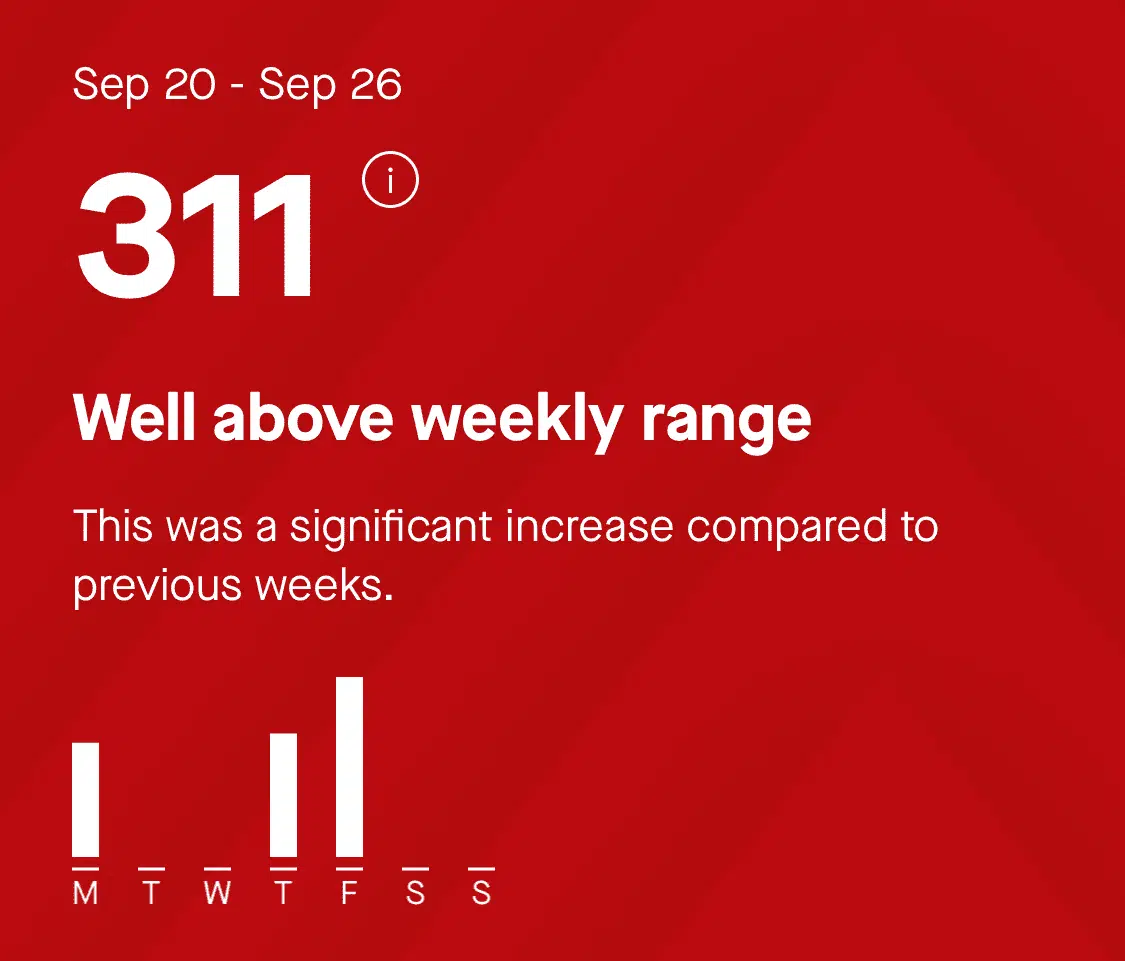 Sep 20 - Sep 26
311 i
Well above weekly range
This was a significant increase compared to
previous weeks.
M T W T F S S